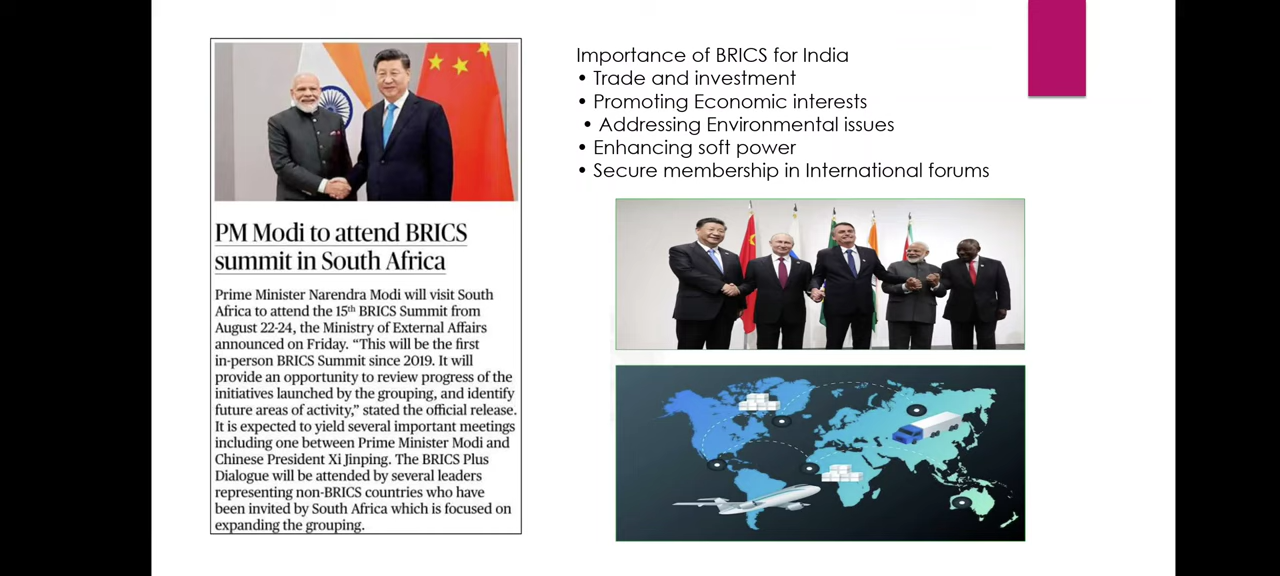 PM Modi to attend BRICS
summit in South Africa
Prime Minister Narendra Modi will visit South
Africa to attend the 15th BRICS Summit from
August 22-24, the Ministry of External Affairs
announced on Friday. “This will be the first
in-person BRICS Summit since 2019. It will
provide an opportunity to review progress of the
initiatives launched by the grouping, and identify
future areas of activity,” stated the official release.
It is expected to yield several important meetings
including one between Prime Minister Modi and
Chinese President Xi Jinping. The BRICS Plus
Dialogue will be attended by several leaders
representing non-BRICS countries who have
been invited by South Africa which is focused on
expanding the grouping.
Importance of BRICS for India
• Trade and investment
• Promoting Economic interests
• Addressing Environmental issues
• Enhancing soft power
• Secure membership in International forums